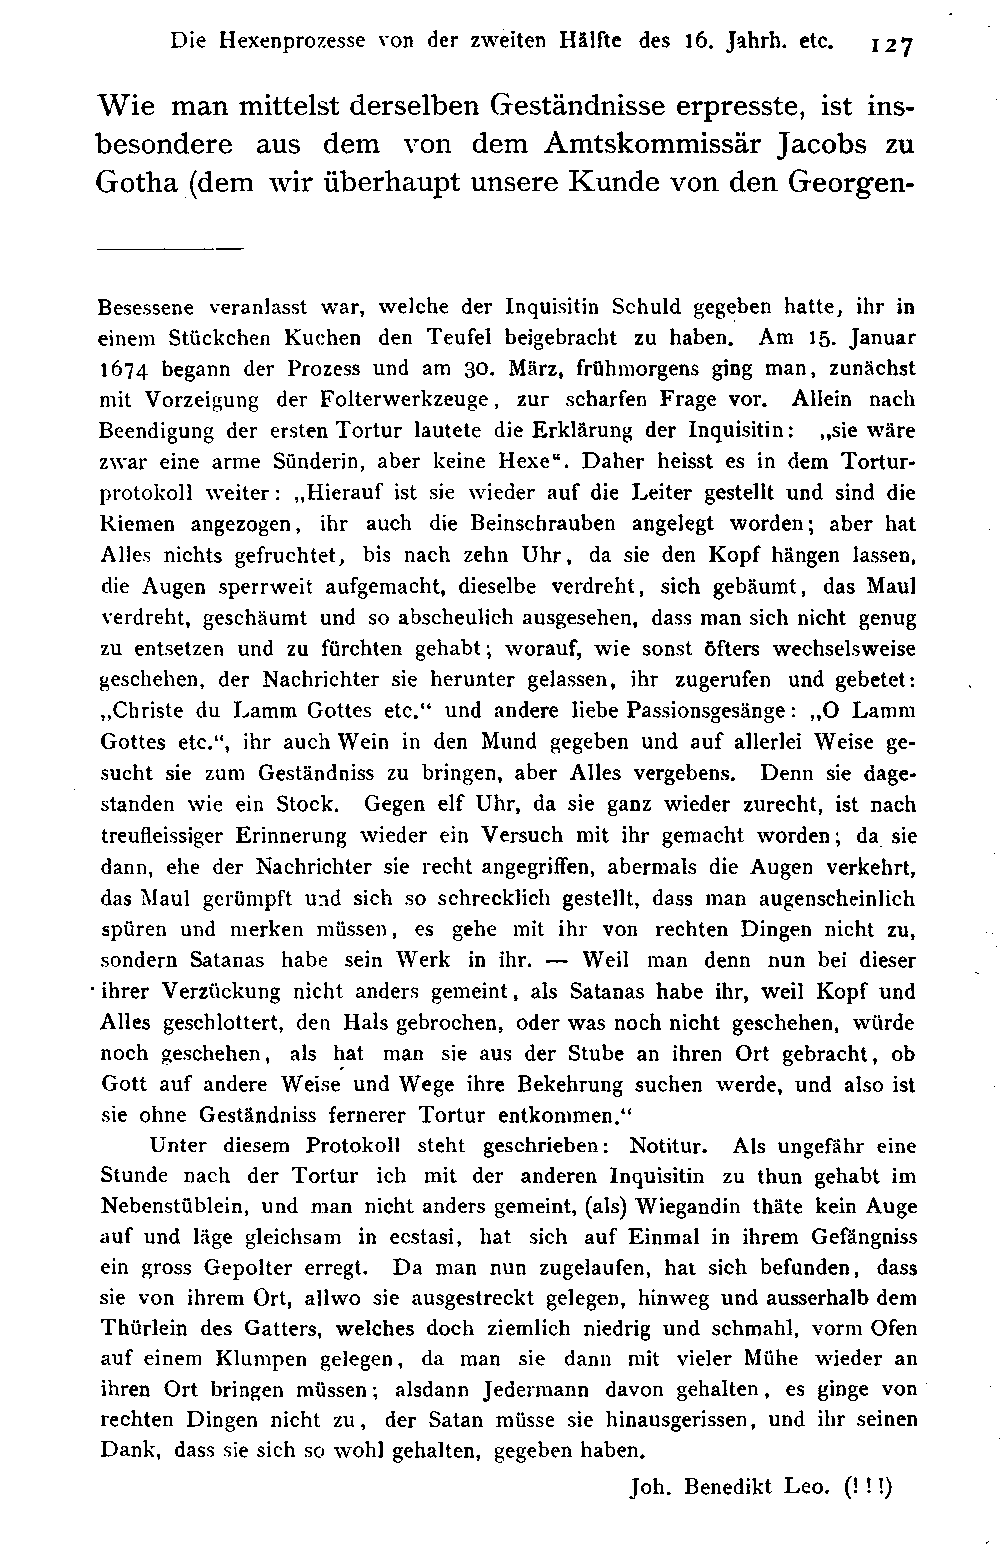 Die Hexenprozesse von der zweiten Hälfte des 16. Jahrh. etc. 127
Wie man mittelst derselben Geständnisse erpresste, ist ins-
besondere aus dem von dem Amtskommissär Jacobs zu
Gotha (dem wir überhaupt unsere Kunde von den Georgen-
Besessene veranlasst war, welche der Inquisitin Schuld gegeben hatte, ihr in
einem Stückchen Kuchen den Teufel beigebracht zu haben. Am 15. Januar
1674 begann der Prozess und am 30. März, frühmorgens ging man, zunächst
mit Vorzeigung der Folterwerkzeuge, zur scharfen Frage vor. Allein nach
Beendigung der ersten Tortur lautete die Erklärung der Inquisitin: „sie wäre
zwar eine arme Sünderin, aber keine Hexe“. Daher heisst es in dem Tortur-
protokoll weiter: „Hierauf ist sie wieder auf die Leiter gestellt und sind die
Riemen angezogen, ihr auch die Beinschrauben angelegt worden; aber hat
Alles nichts gefruchtet, bis nach zehn Uhr, da sie den Kopf hängen lassen,
die Augen sperrweit aufgemacht, dieselbe verdreht, sich gebäumt, das Maul
verdreht, geschäumt und so abscheulich ausgesehen, dass man sich nicht genug
zu entsetzen und zu fürchten gehabt; worauf, wie sonst öfters wechselsweise
geschehen, der Nachrichter sie herunter gelassen, ihr zugerufen und gebetet:
„Christe du Lamm Gottes etc.“ und andere liebe Passionsgesänge: „O Lamm
Gottes etc.“, ihr auch Wein in den Mund gegeben und auf allerlei Weise ge-
sucht sie zum Geständniss zu bringen, aber Alles vergebens. Denn sie dage-
standen wie ein Stock. Gegen elf Uhr, da sie ganz wieder zurecht, ist nach
treufleissiger Erinnerung wieder ein Versuch mit ihr gemacht worden; da sie
dann, ehe der Nachrichter sie recht angegriffen, abermals die Augen verkehrt,
das Maul gerümpft und sich so schrecklich gestellt, dass man augenscheinlich
spüren und merken müssen, es gehe mit ihr von rechten Dingen nicht zu,
sondern Satanas habe sein Werk in ihr. — Weil man denn nun bei dieser
ihrer Verzückung nicht anders gemeint, als Satanas habe ihr, weil Kopf und
Alles geschlottert, den Hals gebrochen, oder was noch nicht geschehen, würde
noch geschehen, als hat man sie aus der Stube an ihren Ort gebracht, ob
Gott auf andere Weise und Wege ihre Bekehrung suchen werde, und also ist
sie ohne Geständniss fernerer Tortur entkommen.“
Unter diesem Protokoll steht geschrieben: Notitur. Als ungefähr eine
Stunde nach der Tortur ich mit der anderen Inquisitin zu thun gehabt im
Nebenstüblein, und man nicht anders gemeint, (als) Wiegandin thäte kein Auge
auf und läge gleichsam in ecstasi, hat sich auf Einmal in ihrem Gefängniss
ein gross Gepolter erregt. Da man nun zugelaufen, hat sich befunden, dass
sie von ihrem Ort, allwo sie ausgestreckt gelegen, hinweg und ausserhalb dem
Thürlein des Gatters, welches doch ziemlich niedrig und schmahl, vorm Ofen
auf einem Klumpen gelegen, da man sie dann mit vieler Mühe wieder an
ihren Ort bringen müssen; alsdann Jedermann davon gehalten, es ginge von
rechten Dingen nicht zu, der Satan müsse sie hinausgerissen, und ihr seinen
Dank, dass sie sich so wohl gehalten, gegeben haben.
Joh. Benedikt Leo. (!!!)